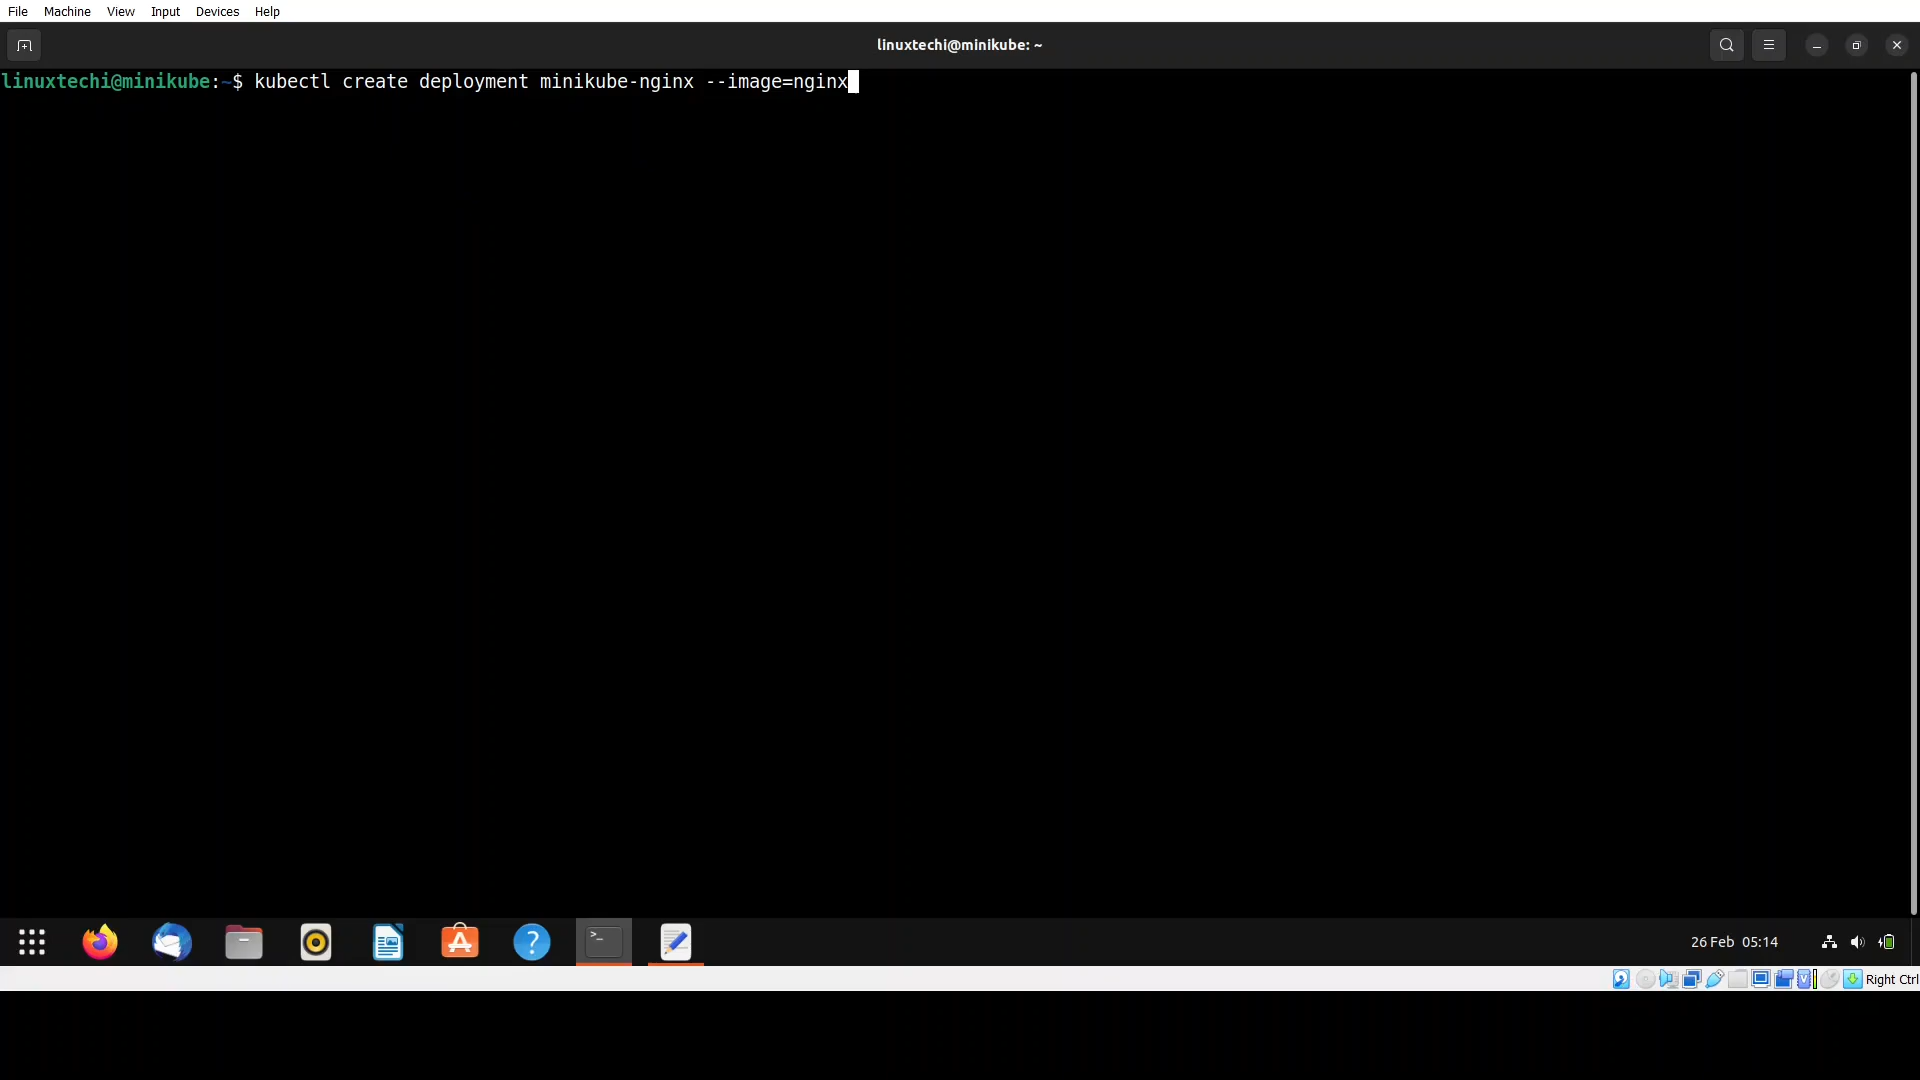 File Machine View Input Devices Help
linuxtechi@minikube: ~
linuxtechi@minikube:~$ kubectl create deployment minikube-nginx --image=nginx
26 Feb 05:14
Right Ctrl